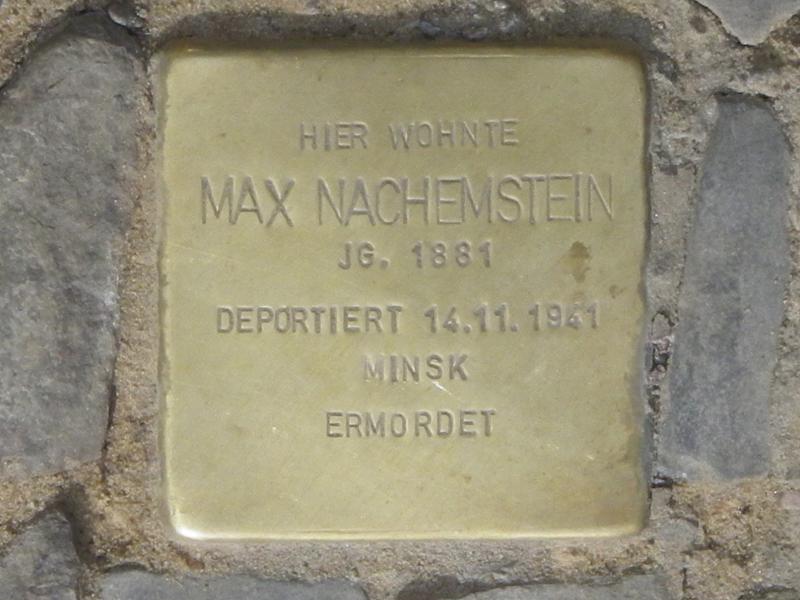 HIER WOHNTE
MAX NACHEMSTEIN
JG. 1881
DEPORTIERT 14.11.1941
MINSK
ERMORDET